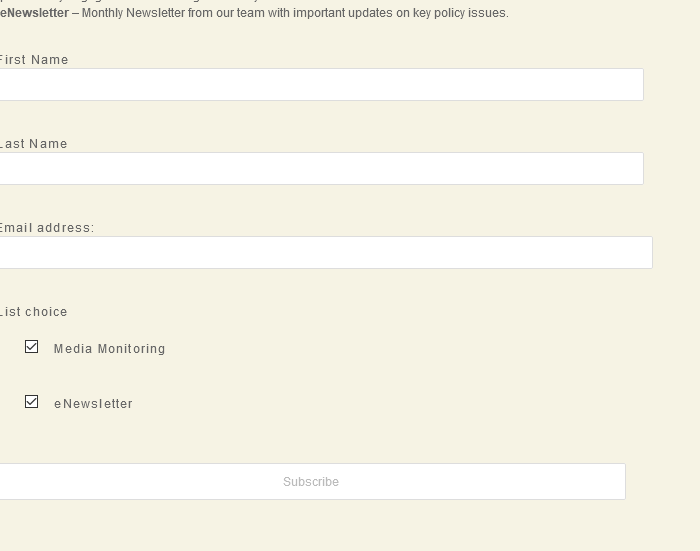 eNewsletter – Monthly Newsletter from our team with important updates on key policy issues.
First Name
Last Name
Email address:
List choice
Media Monitoring
eNewsletter
Subscribe